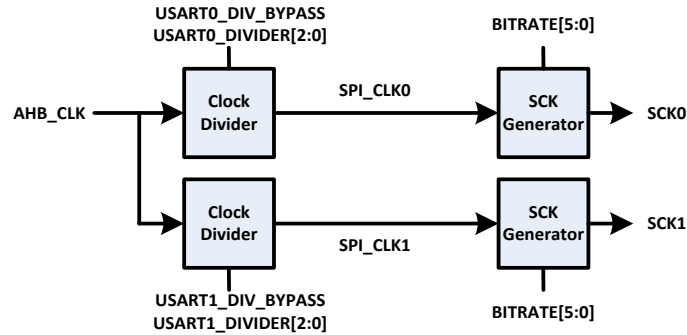 USART0_DIV_BYPASS
USART0_DIVIDER[2:0]
BITRATE[5:0]
AHB_CLK
Clock
Divider
SPI_CLK0
SCK
Generator
SCK0
Clock
Divider
SPI_CLK1
SCK
Generator
SCK1
USART1_DIV_BYPASS
USART1_DIVIDER[2:0]
BITRATE[5:0]